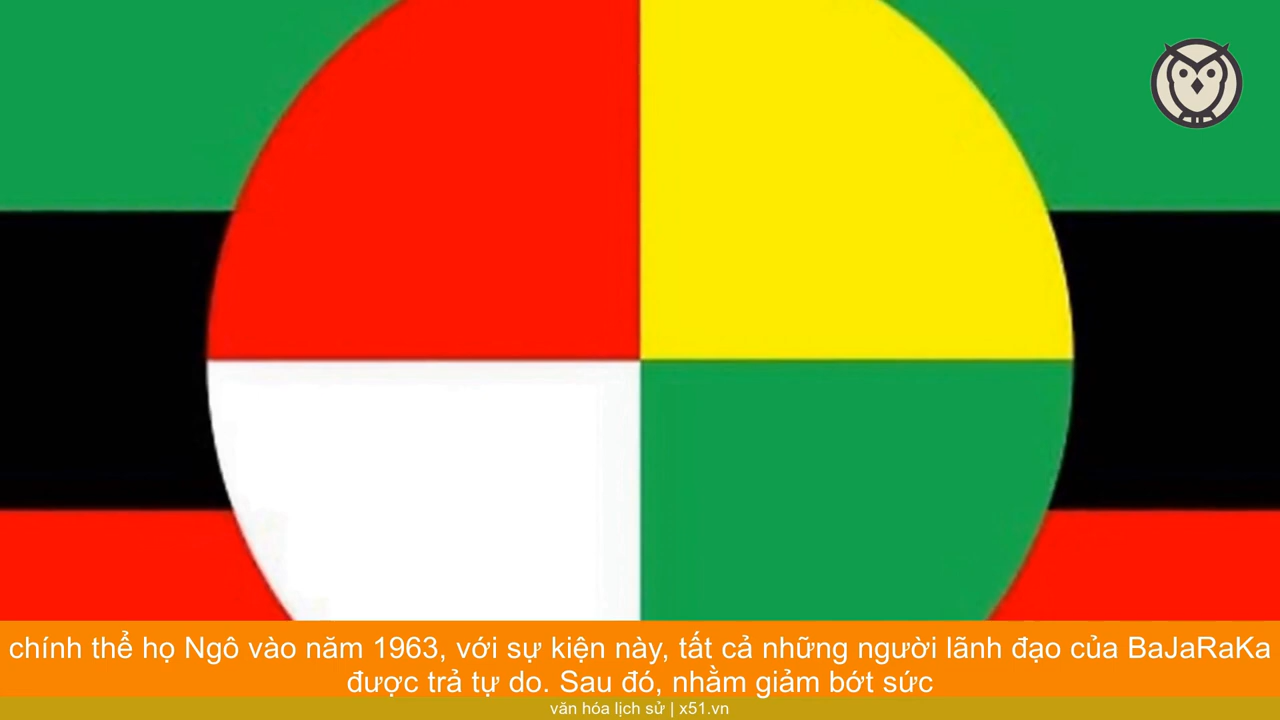 chính thể họ Ngô vào năm 1963, với sự kiện này, tất cả những người lãnh đạo của BaJaRaKa
được trả tự do. Sau đó, nhằm giảm bớt sức
văn hóa lịch sử | x51.vn